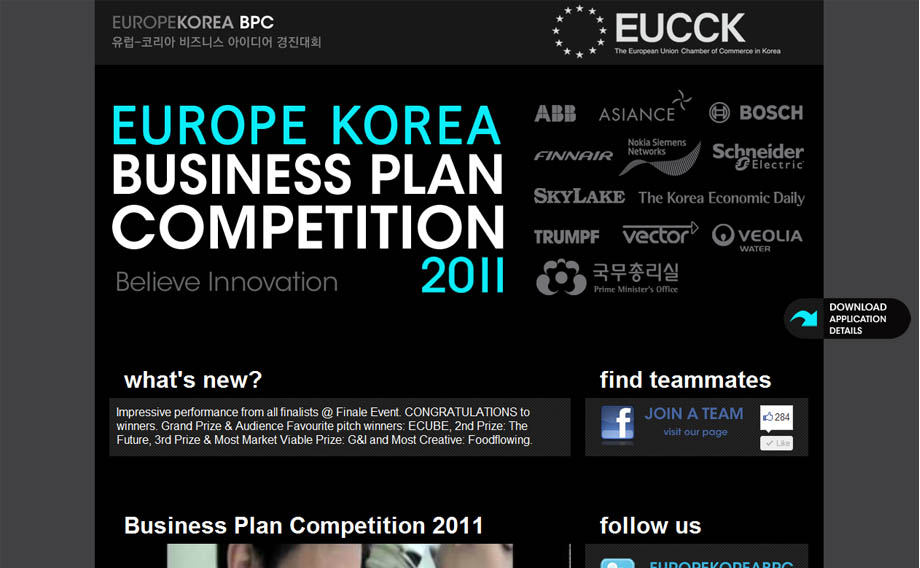 EUROPEKOREA BPC
유럽-코리아 비즈니스 아이디어 경진대회
EUCCK
The European Union Chamber of Commerce in Korea
EUROPE KOREA
BUSINESS PLAN
COMPETITION
2011
Believe Innovation
ABB
ASIANCE
BOSCH
FINNAIR
Nokia Siemens
Networks
Schneider
Electric
SKYLAKE
The Korea Economic Daily
TRUMPF
vector
VEOLIA
WATER
국무총리실
Prime Minister's Office
DOWNLOAD
APPLICATION
DETAILS
what's new?
Impressive performance from all finalists @ Finale Event. CONGRATULATIONS to
winners. Grand Prize & Audience Favourite pitch winners: ECUBE, 2nd Prize: The
Future, 3rd Prize & Most Market Viable Prize: G&I and Most Creative: Foodflowing.
find teammates
JOIN A TEAM
visit our page
284
Like
Business Plan Competition 2011
follow us
EUROPEKOREABPC